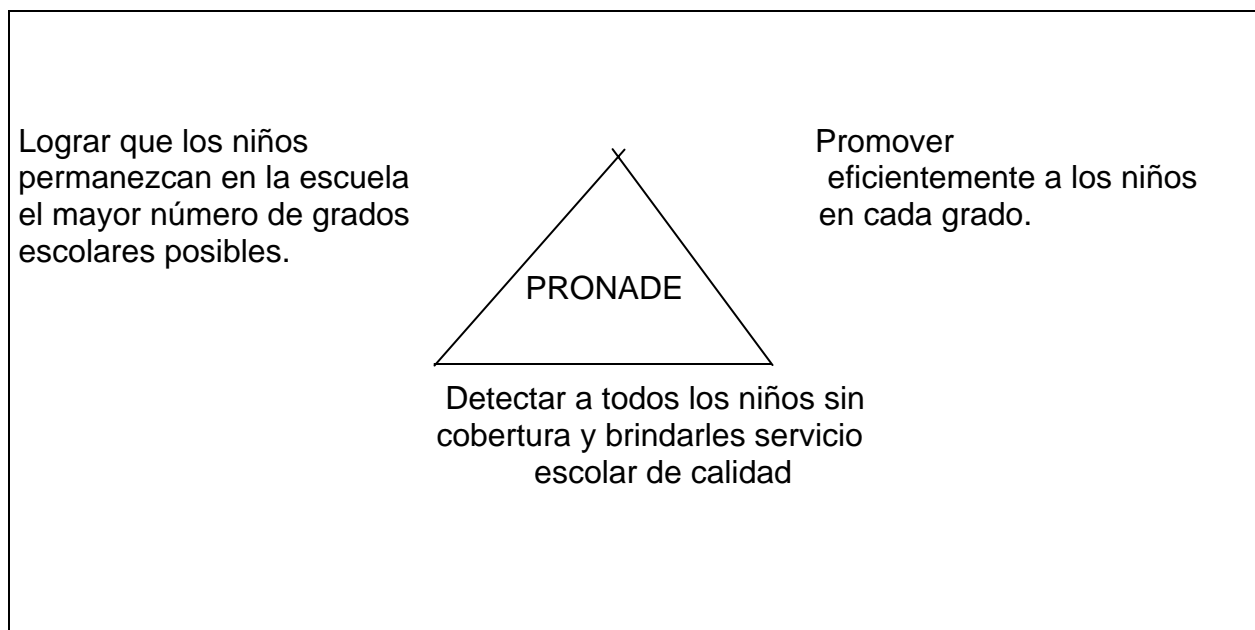 Lograr que los niños
permanezcan en la escuela
el mayor número de grados
escolares posibles.
Promover
eficientemente a los niños
en cada grado.
PRONADE
Detectar a todos los niños sin
cobertura y brindarles servicio
escolar de calidad